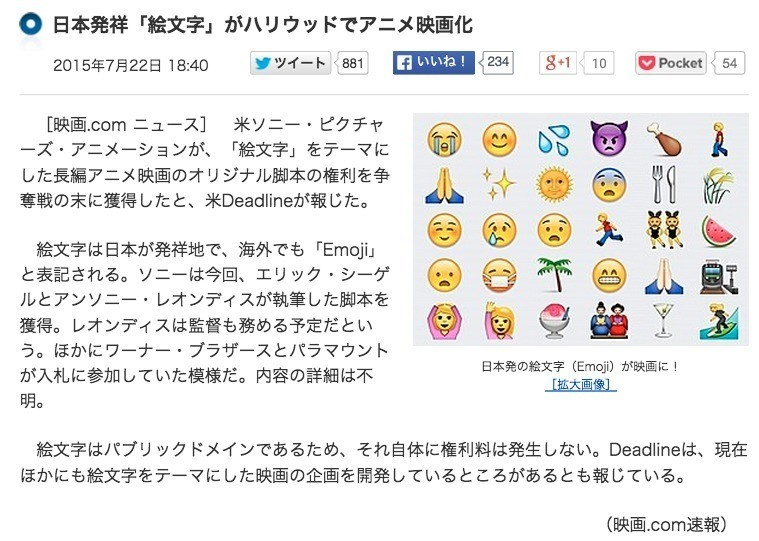 日本発祥「絵文字」がハリウッドでアニメ映画化
2015年7月22日 18:40
ツイート 881
いいね！ 234
g+1 10
Pocket 54
［映画.com ニュース］　米ソニー・ピクチャ
ーズ・アニメーションが、「絵文字」をテーマに
した長編アニメ映画のオリジナル脚本の権利を争
奪戦の末に獲得したと、米Deadlineが報じた。
絵文字は日本が発祥地で、海外でも「Emoji」
と表記される。ソニーは今回、エリック・シーゲ
ルとアンソニー・レオンディスが執筆した脚本を
獲得。レオンディスは監督も務める予定だとい
う。ほかにワーナー・ブラザースとパラマウント
が入札に参加していた模様だ。内容の詳細は不
明。
日本発の絵文字（Emoji）が映画に！
［拡大画像］
絵文字はパブリックドメインであるため、それ自体に権利料は発生しない。Deadlineは、現在
ほかにも絵文字をテーマにした映画の企画を開発しているところがあるとも報じている。
（映画.com速報）